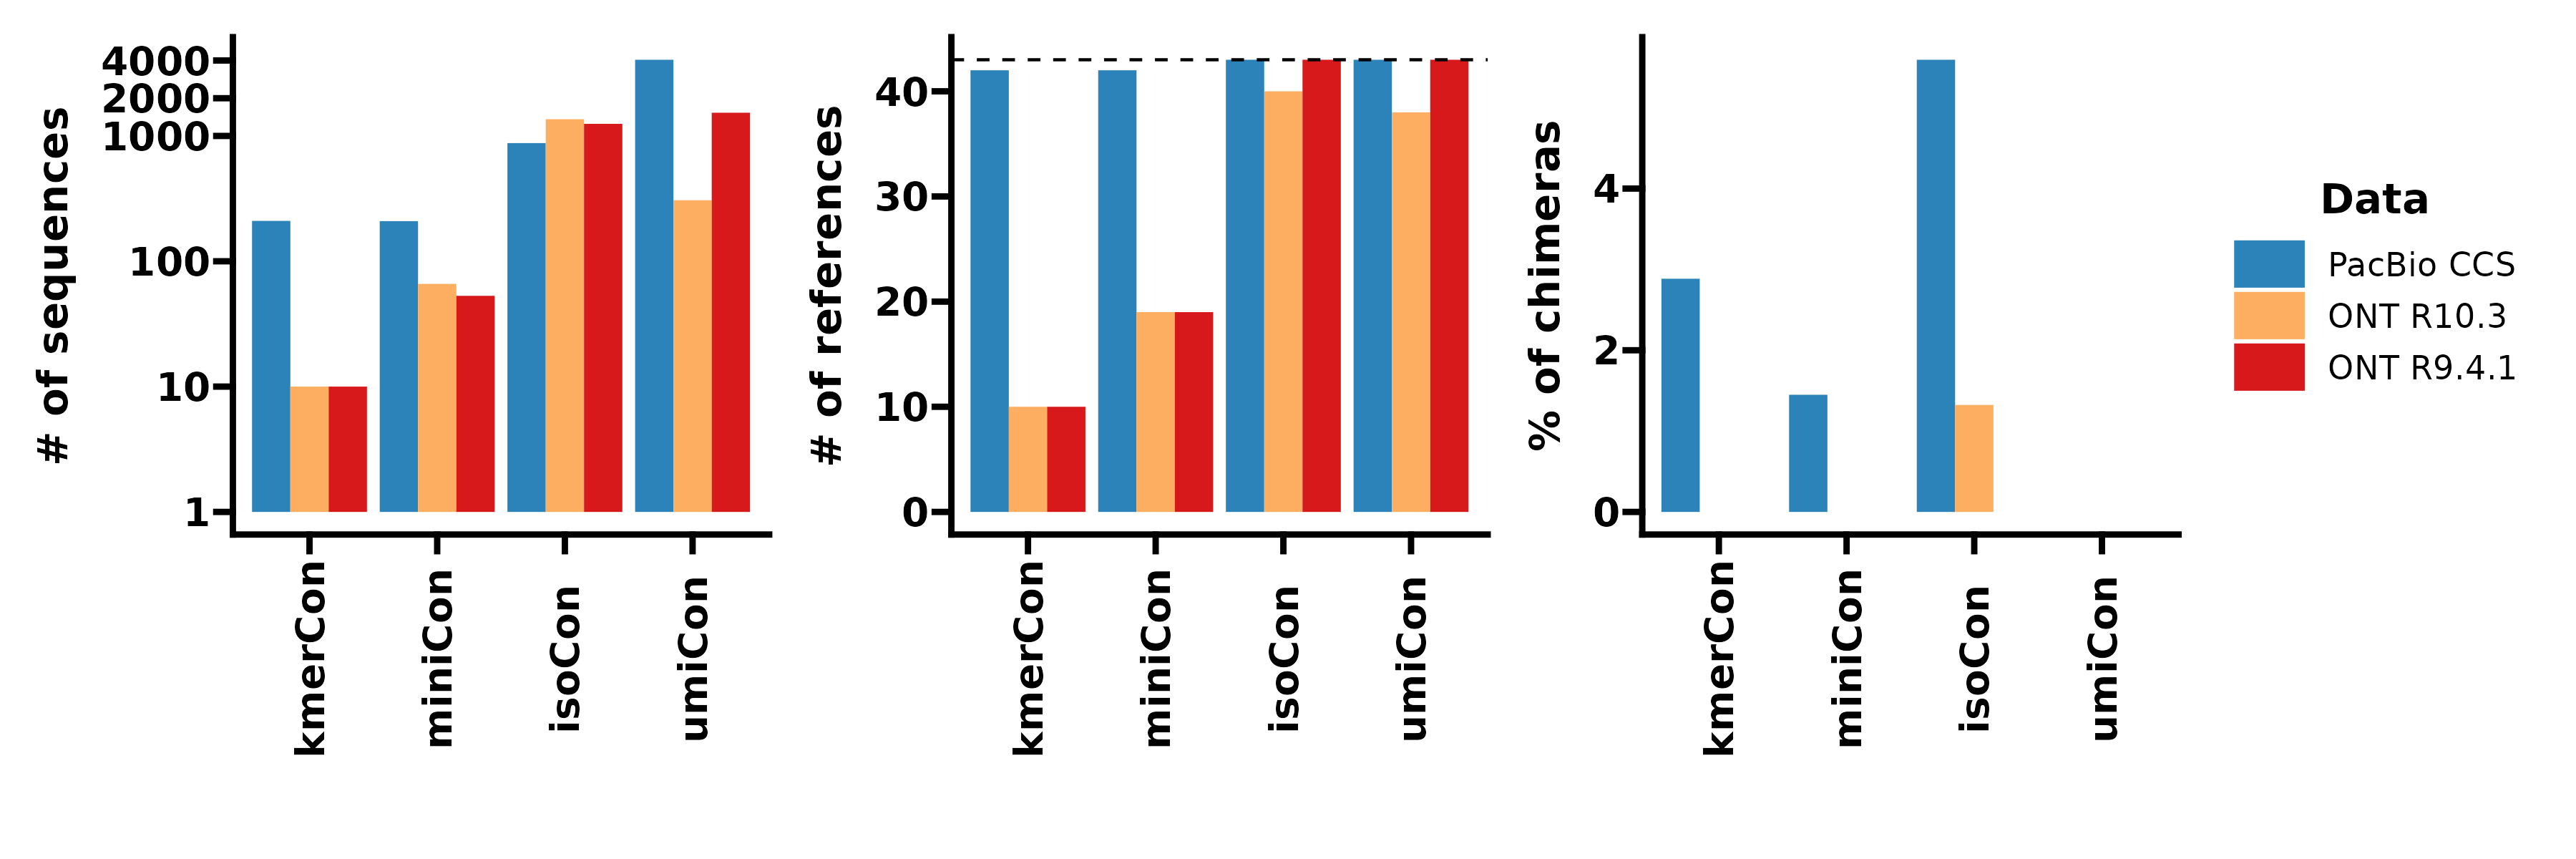 # of sequences
4000
2000
1000
100
10
1
kmerCon
miniCon
isoCon
umiCon
# of references
40
30
20
10
0
kmerCon
miniCon
isoCon
umiCon
% of chimeras
4
2
0
kmerCon
miniCon
isoCon
umiCon
Data
PacBio CCS
ONT R10.3
ONT R9.4.1